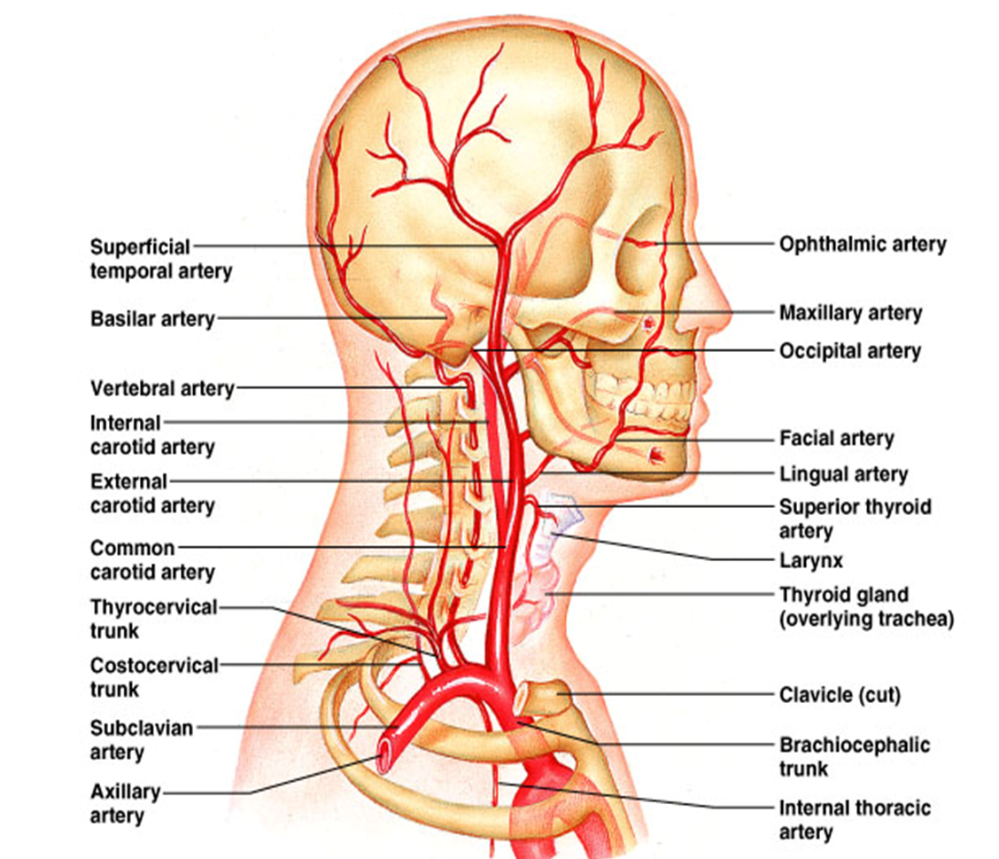 Superficial
temporal artery
Basilar artery
Vertebral artery
Internal
carotid artery
External
carotid artery
Common
carotid artery
Thyrocervical
trunk
Costocervical
trunk
Subclavian
artery
Axillary
artery
Ophthalmic artery
Maxillary artery
Occipital artery
Facial artery
Lingual artery
Superior thyroid
artery
Larynx
Thyroid gland
(overlying trachea)
Clavicle (cut)
Brachiocephalic
trunk
Internal thoracic
artery